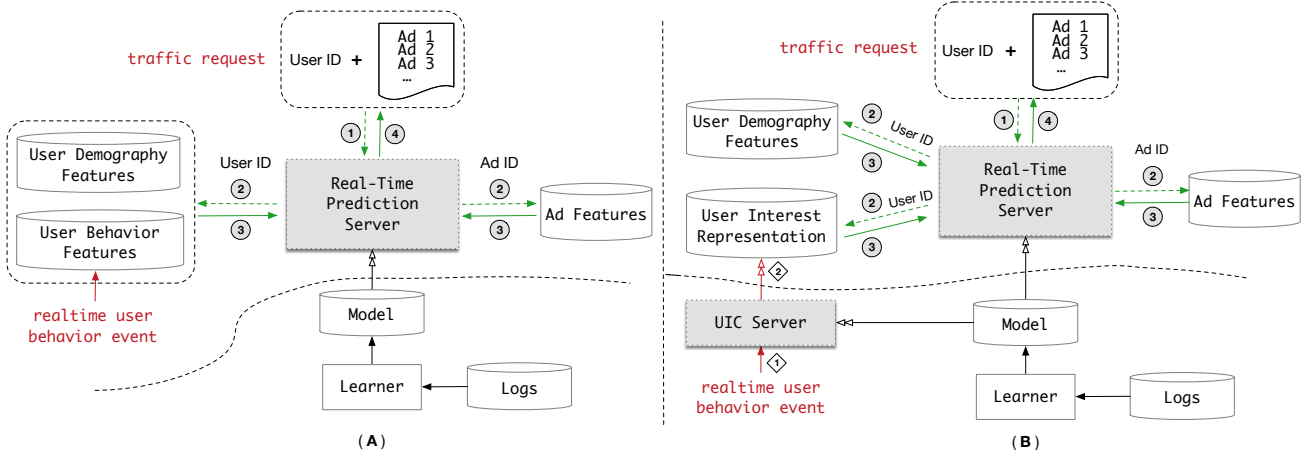 traffic request
User ID +
Ad 1
Ad 2
Ad 3
…
1
4
User Demography
Features
User Behavior
Features
User ID
2
3
Real-Time
Prediction
Server
Ad ID
2
3
Ad Features
realtime user
behavior event
Model
Learner
Logs
(A)
traffic request
User ID +
Ad 1
Ad 2
Ad 3
…
1
4
User Demography
Features
2
User ID
3
User Interest
Representation
2
User ID
3
Real-Time
Prediction
Server
Ad ID
2
3
Ad Features
2
UIC Server
Model
1
realtime user
behavior event
Learner
Logs
(B)